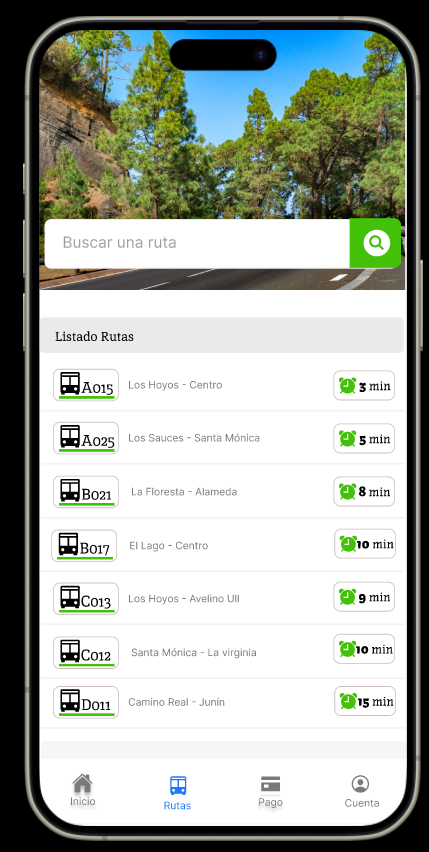 Buscar una ruta
Listado Rutas
A015 Los Hoyos - Centro 3 min
A025 Los Sauces - Santa Mónica 5 min
B021 La Floresta - Alameda 8 min
B017 El Lago - Centro 10 min
C013 Los Hoyos - Avelino Ull 9 min
C012 Santa Mónica - La virginia 10 min
D011 Camino Real - Junín 15 min
Inicio Rutas Pago Cuenta